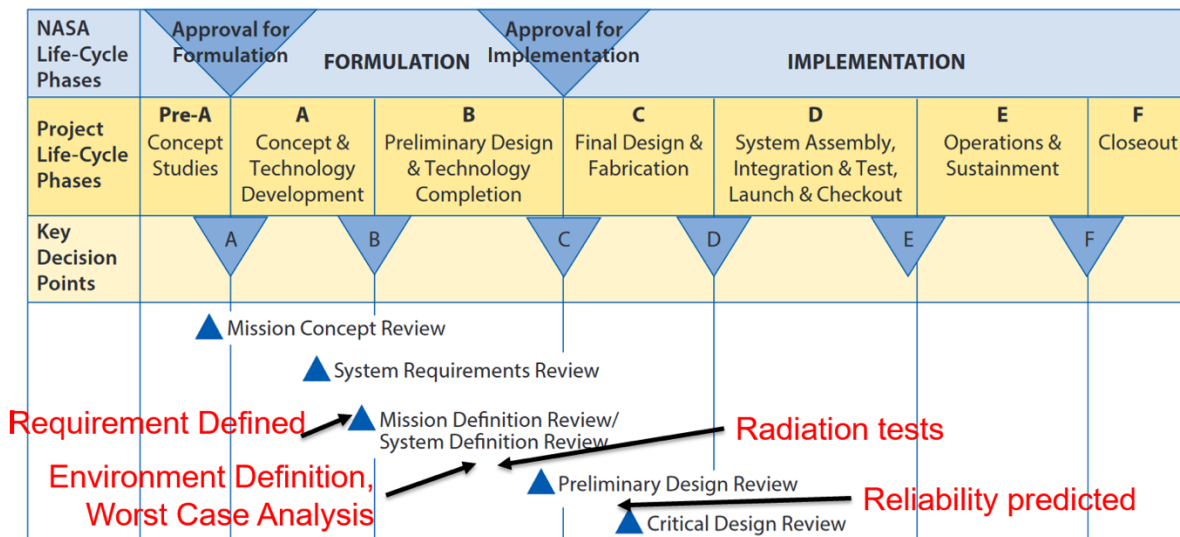 NASA
Life-Cycle
Phases
Approval for
Formulation
FORMULATION
Approval for
Implementation
IMPLEMENTATION
Project
Life-Cycle
Phases
Pre-A
Concept
Studies
A
Concept &
Technology
Development
B
Preliminary Design
& Technology
Completion
C
Final Design &
Fabrication
D
System Assembly,
Integration & Test,
Launch & Checkout
E
Operations &
Sustainment
F
Closeout
Key
Decision
Points
A
B
C
D
E
F
Mission Concept Review
System Requirements Review
Requirement Defined
Mission Definition Review/
System Definition Review
Radiation tests
Environment Definition,
Worst Case Analysis
Preliminary Design Review
Reliability predicted
Critical Design Review